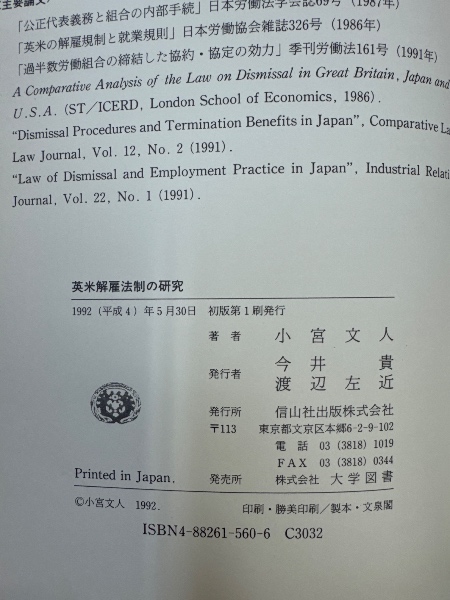 「公正代表義務と組合の内部手続」日本労働法学会誌69号（1987年）
「英米の解雇規制と就業規則」日本労働協会雑誌326号（1986年）
「過半数労働組合の締結した協約・協定の効力」季刊労働法161号（1991年）
A Comparative Analysis of the Law on Dismissal in Great Britain, Japan and
U.S.A. (ST/ICERD, London School of Economics, 1986).
"Dismissal Procedures and Termination Benefits in Japan", Comparative
Law Journal, Vol. 12, No. 2 (1991).
"Law of Dismissal and Employment Practice in Japan", Industrial
Journal, Vol. 22, No. 1 (1991).
英米解雇法制の研究
1992（平成4）年5月30日 初版第1刷発行
著者 小宮文人
発行者 今井貴
渡辺左近
発行所 信山社出版株式会社
〒113 東京都文京区本郷6-2-9-102
電話 03 (3818) 1019
FAX 03 (3818) 0344
Printed in Japan. 発売所 株式会社 大学図書
©小宮文人 1992. 印刷・勝美印刷／製本・文泉閣
ISBN4-88261-560-6 C3032